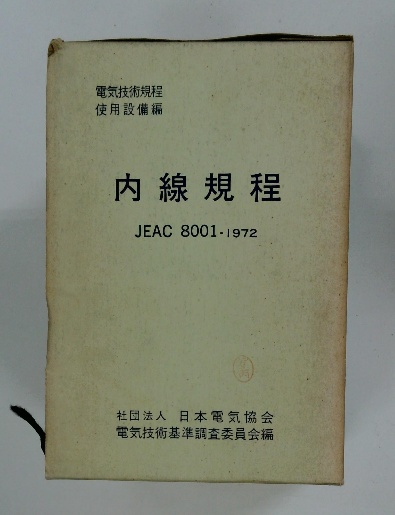 電気技術規程
使用設備編
内線規程
JEAC 8001-1972
社団法人 日本電気協会
電気技術基準調査委員会編